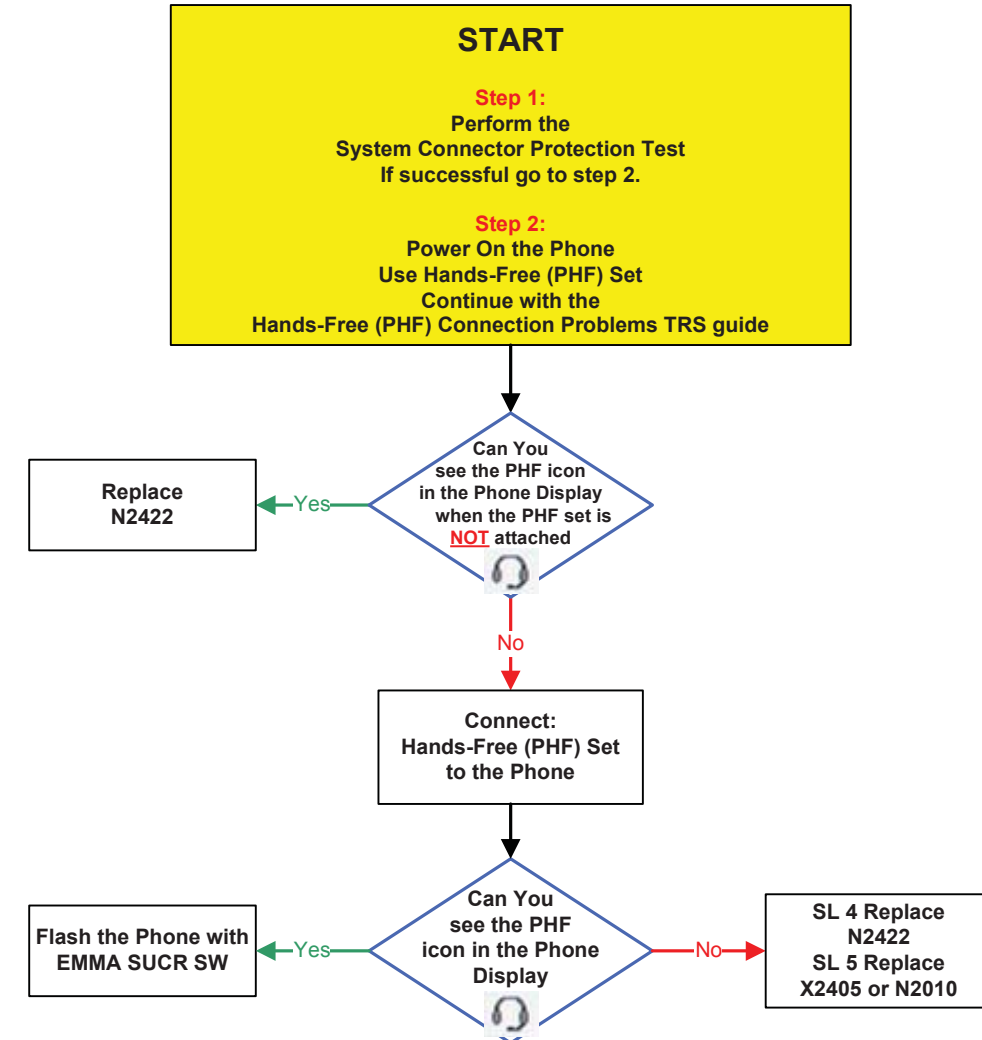 START
Step 1:
Perform the
System Connector Protection Test
If successful go to step 2.
Step 2:
Power On the Phone
Use Hands-Free (PHF) Set
Continue with the
Hands-Free (PHF) Connection Problems TRS guide
Can You
see the PHF icon
in the Phone Display
when the PHF set is
NOT attached
Yes
Replace
N2422
No
Connect:
Hands-Free (PHF) Set
to the Phone
Can You
see the PHF
icon in the Phone
Display
Yes
Flash the Phone with
EMMA SUCR SW
No
SL 4 Replace
N2422
SL 5 Replace
X2405 or N2010